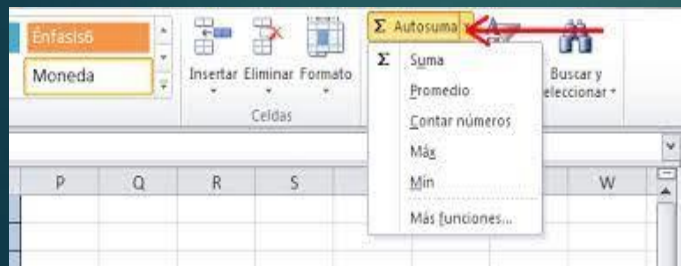 Énfasis6
Moneda
Insertar Eliminar Formato
Celdas
Σ Autosuma
Σ Suma
Promedio
Contar números
Máx
Mín
Más funciones...
Buscar y
eleccionar
P Q R S W